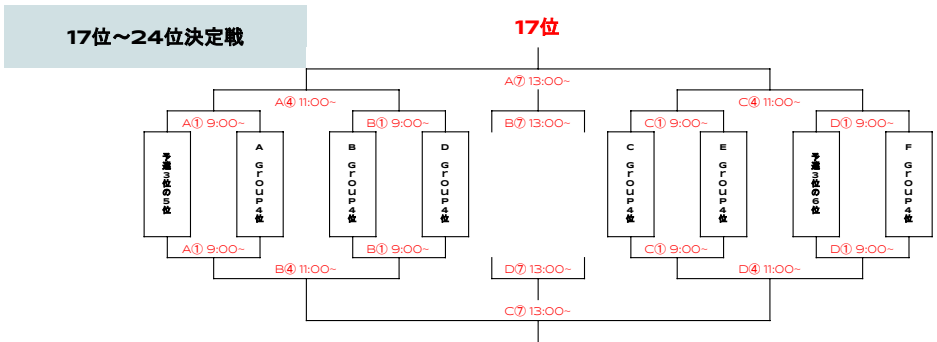 17位～24位決定戦
17位
A⑦ 13:00~
A④ 11:00~
C④ 11:00~
A① 9:00~
B① 9:00~
B⑦ 13:00~
C① 9:00~
D① 9:00~
予選3位の5位
A Group4位
B Group4位
D Group4位
C Group4位
E Group4位
予選3位の6位
F Group4位
A① 9:00~
B① 9:00~
C① 9:00~
D① 9:00~
B④ 11:00~
D⑦ 13:00~
D④ 11:00~
C⑦ 13:00~